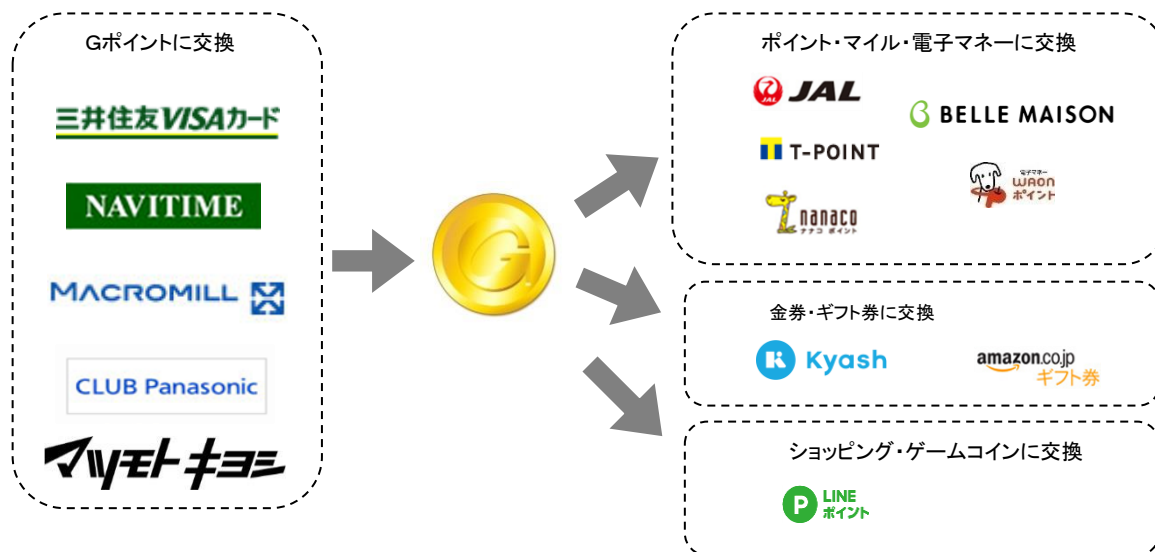 Gポイントに交換
三井住友VISAカード
NAVITIME
MACROMILL
CLUB Panasonic
マツモトキヨシ
G
ポイント・マイル・電子マネーに交換
JAL
JAL
BELLE MAISON
T-POINT
電子マネー
WAON
ポイント
nanaco
ナナコ ポイント
金券・ギフト券に交換
K
Kyash
amazon.co.jp
ギフト券
ショッピング・ゲームコインに交換
P
LINE
ポイント